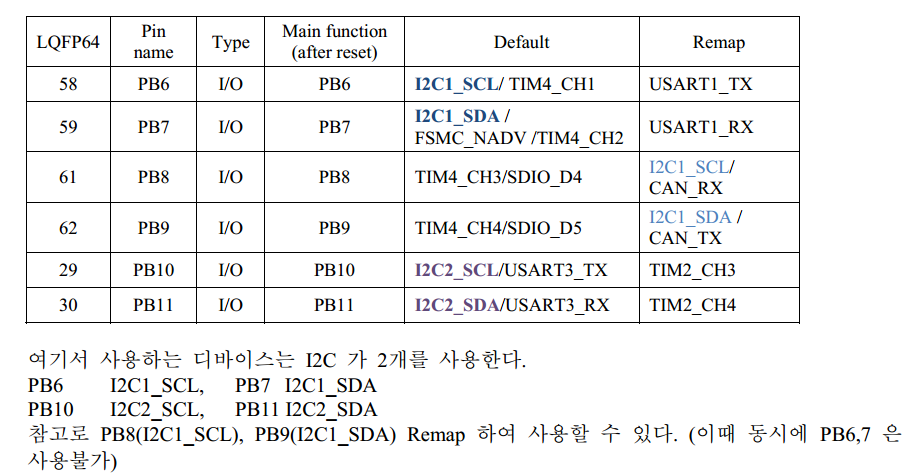 LQFP64 Pin name Type Main function (after reset) Default Remap
58 PB6 I/O PB6 I2C1_SCL/ TIM4_CH1 USART1_TX
59 PB7 I/O PB7 I2C1_SDA / FSMC_NADV /TIM4_CH2 USART1_RX
61 PB8 I/O PB8 TIM4_CH3/SDIO_D4 I2C1_SCL/ CAN_RX
62 PB9 I/O PB9 TIM4_CH4/SDIO_D5 I2C1_SDA / CAN_TX
29 PB10 I/O PB10 I2C2_SCL/USART3_TX TIM2_CH3
30 PB11 I/O PB11 I2C2_SDA/USART3_RX TIM2_CH4
여기서 사용하는 디바이스는 I2C 가 2개를 사용한다.
PB6 I2C1_SCL, PB7 I2C1_SDA
PB10 I2C2_SCL, PB11 I2C2_SDA
참고로 PB8(I2C1_SCL), PB9(I2C1_SDA) Remap 하여 사용할 수 있다. (이때 동시에 PB6,7 은
사용불가)